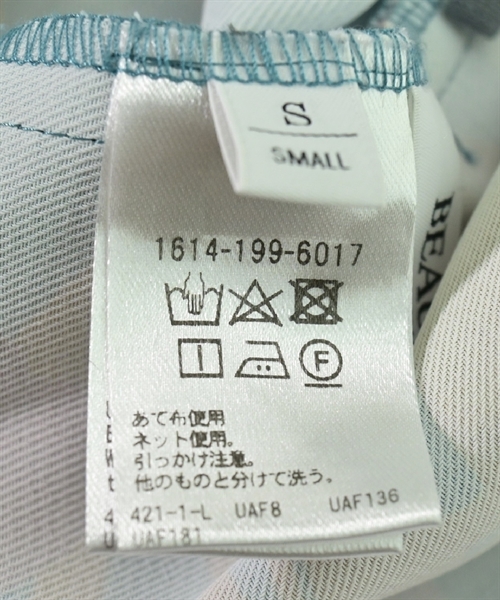 S
SMALL
BEAU
1614-199-6017
F
あて布使用
ネット使用。
引っかけ注意。
他のものと分けて洗う。
421-1-L UAF8 UAF136
UAF181